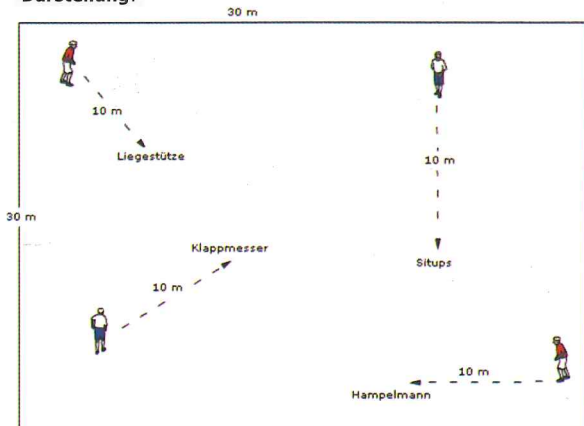 Darstellung:
30 m
10 m
Liegestütze
10 m
30 m
Klappmesser
Situps
10 m
10 m
Hampelmann